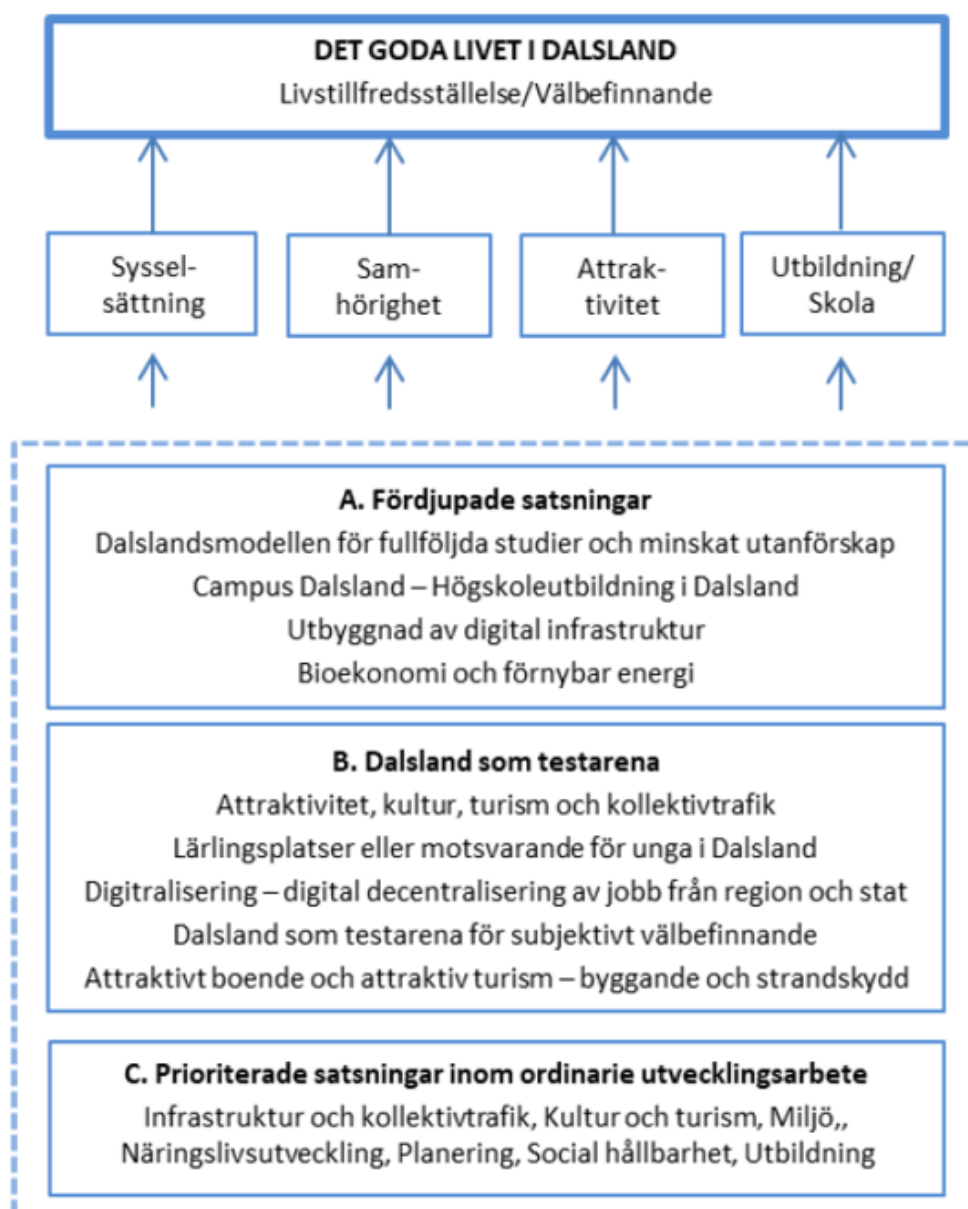 DET GODA LIVET I DALSLAND
Livstillfredsställelse/Välbefinnande
Syssel-
sättning
Sam-
hörighet
Attrak-
tivitet
Utbildning/
Skola
A. Fördjupade satsningar
Dalslandsmodellen för fullföljda studier och minskat utanförskap
Campus Dalsland – Högskoleutbildning i Dalsland
Utbyggnad av digital infrastruktur
Bioekonomi och förnybar energi
B. Dalsland som testarena
Attraktivitet, kultur, turism och kollektivtrafik
Lärlingsplatser eller motsvarande för unga i Dalsland
Digitralisering – digital decentralisering av jobb från region och stat
Dalsland som testarena för subjektivt välbefinnande
Attraktivt boende och attraktiv turism – byggande och strandskydd
C. Prioriterade satsningar inom ordinarie utvecklingsarbete
Infrastruktur och kollektivtrafik, Kultur och turism, Miljö,,
Näringslivsutveckling, Planering, Social hållbarhet, Utbildning